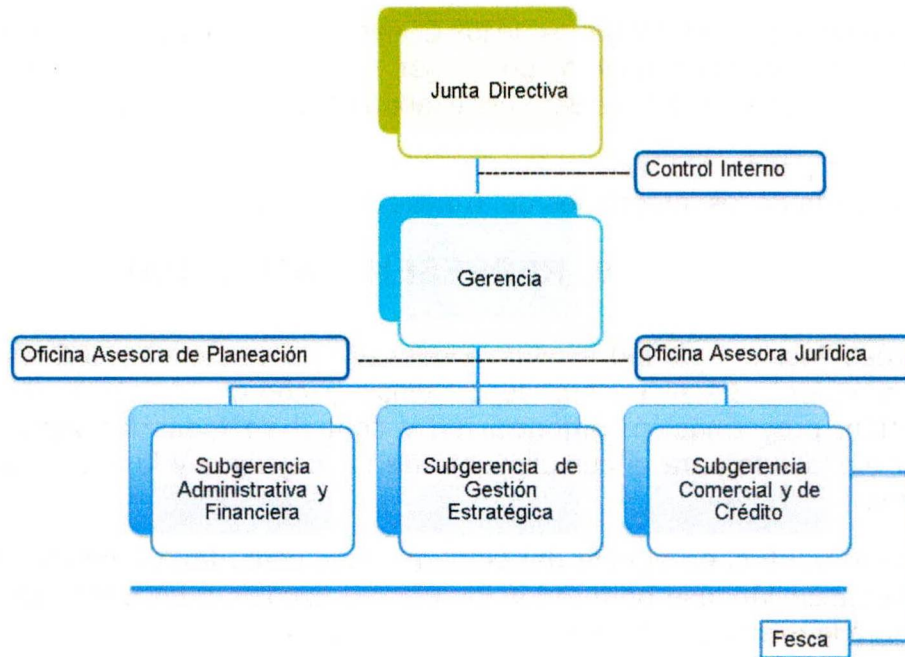 Junta Directiva
Control Interno
Gerencia
Oficina Asesora de Planeación
Oficina Asesora Jurídica
Subgerencia
Administrativa y
Financiera
Subgerencia de
Gestión
Estratégica
Subgerencia
Comercial y de
Crédito
Fesca